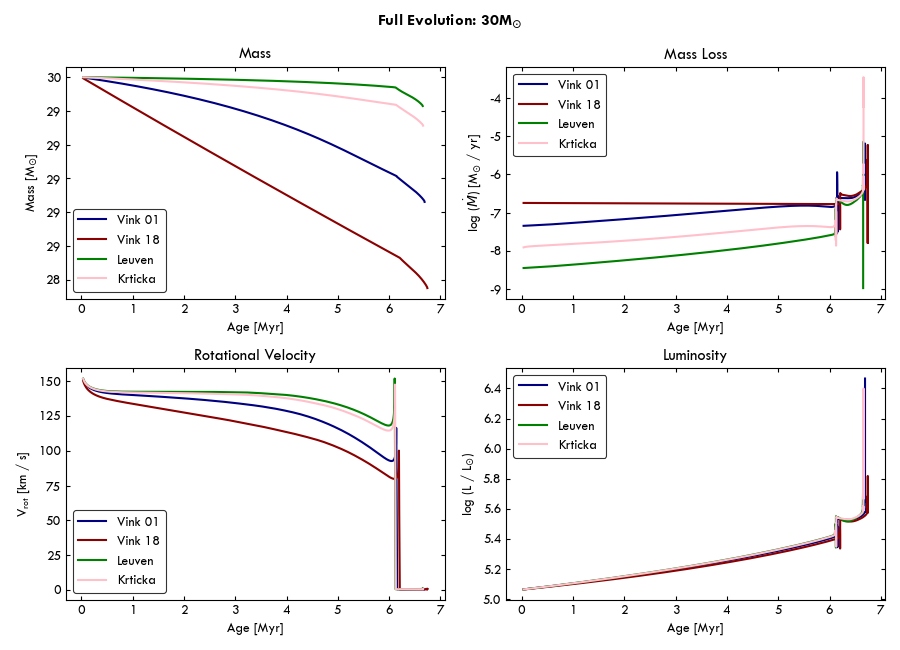 Full Evolution: 30M☉
Mass
Mass [M☉]
30
29
29
29
29
29
28
0 1 2 3 4 5 6 7
Age [Myr]
Vink 01
Vink 18
Leuven
Krticka
Mass Loss
log (Ṁ) [M☉ / yr]
-4
-5
-6
-7
-8
-9
0 1 2 3 4 5 6 7
Age [Myr]
Vink 01
Vink 18
Leuven
Krticka
Rotational Velocity
Vrot [km / s]
150
125
100
75
50
25
0
0 1 2 3 4 5 6 7
Age [Myr]
Vink 01
Vink 18
Leuven
Krticka
Luminosity
log (L / L☉)
6.4
6.2
6.0
5.8
5.6
5.4
5.2
5.0
0 1 2 3 4 5 6 7
Age [Myr]
Vink 01
Vink 18
Leuven
Krticka